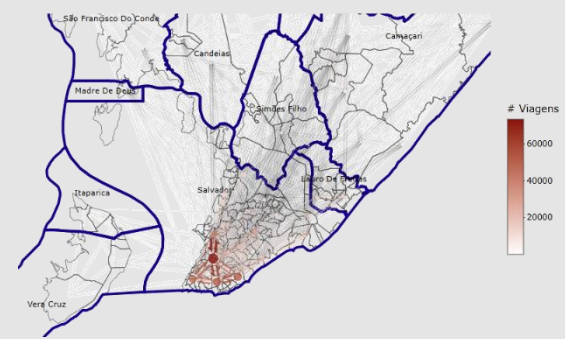 São Francisco Do Conde
Camaçari
Candeias
Madre De Deus
Simões Filho
Lauro De Freitas
Salvador
Itaparica
Vera Cruz
# Viagens
60000
40000
20000